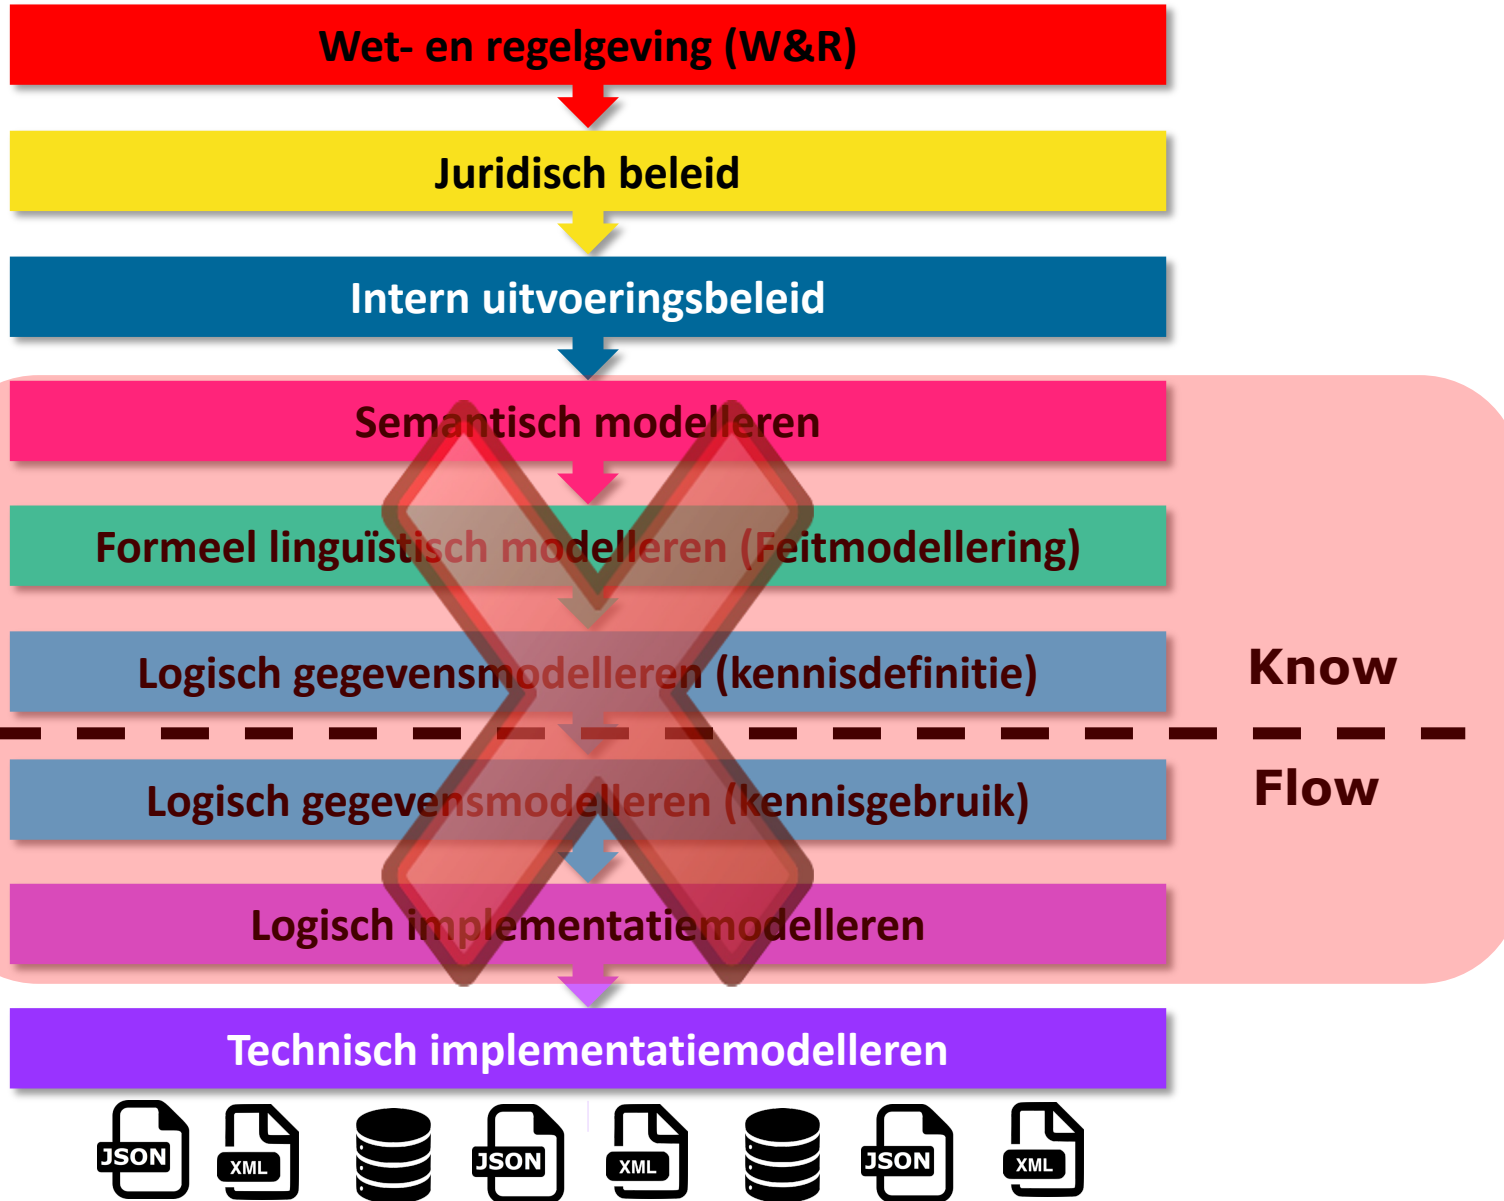 Wet- en regelgeving (W&R)
Juridisch beleid
Intern uitvoeringsbeleid
Semantisch modelleren
Formeel linguïstisch modelleren (Feitmodellering)
Logisch gegevensmodelleren (kennisdefinitie)
Know
Flow
Logisch gegevensmodelleren (kennisgebruik)
Logisch implementatiemodelleren
Technisch implementatiemodelleren
JSON XML JSON XML JSON XML